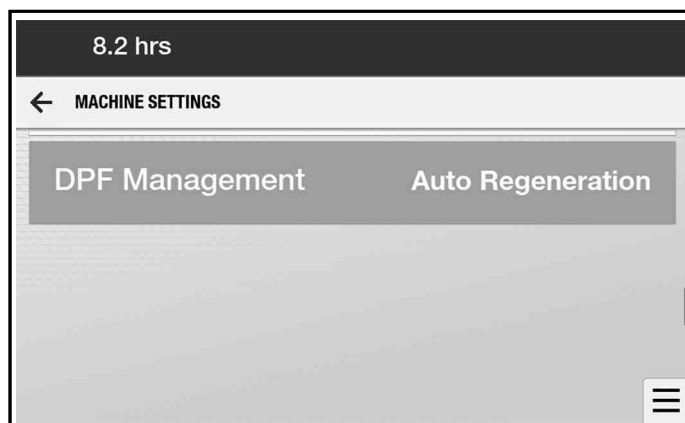 8.2 hrs
MACHINE SETTINGS
DPF Management Auto Regeneration